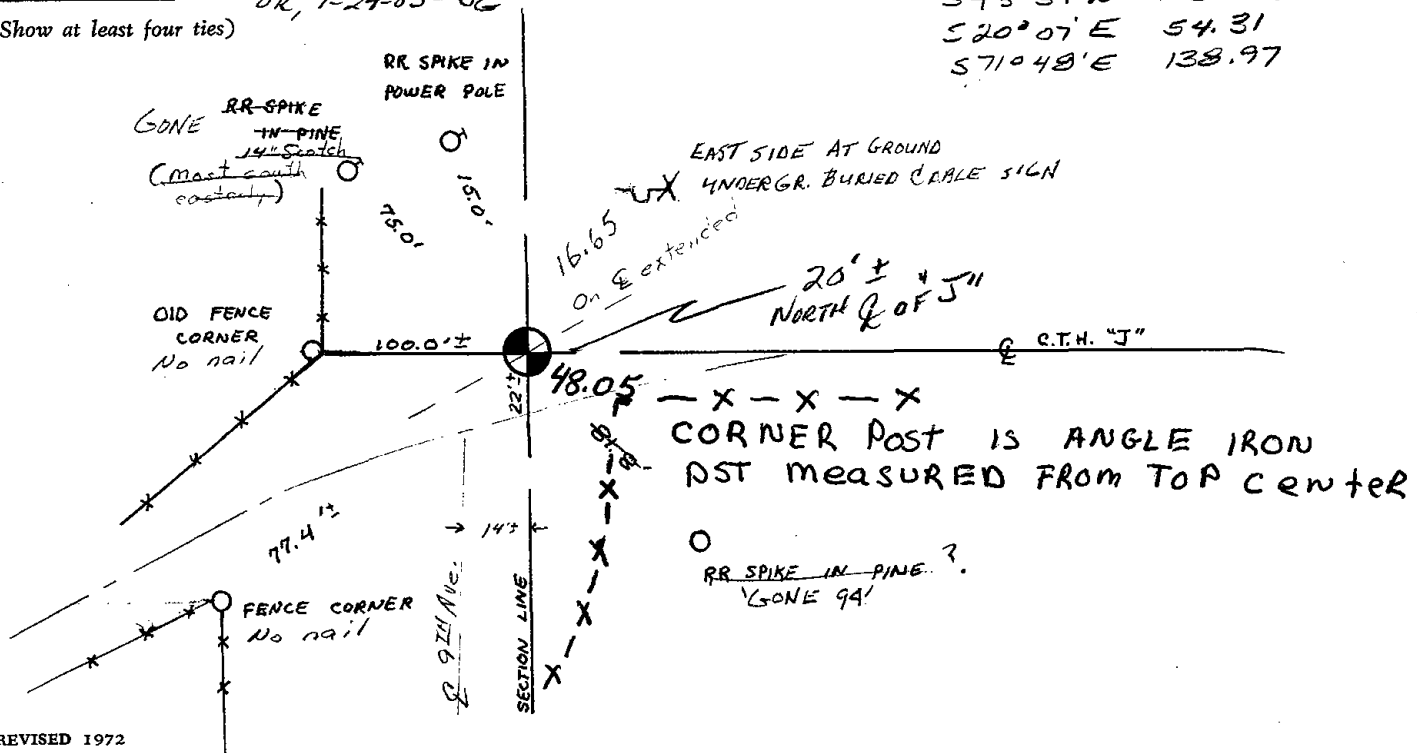 (Show at least four ties)
S 20° 07' E 54.31
S 71° 48' E 138.97
RR SPIKE IN
POWER POLE
GONE RR SPIKE
IN PINE
14" Scotch
(most south
easterly)
15.0'
75.0'
EAST SIDE AT GROUND
UNDERGR. BURIED CABLE SIGN
16.65
On ℄ extended
20' ±
NORTH ℄ OF "J"
OLD FENCE
CORNER
No nail
100.0'±
℄ C.T.H. "J"
22'±
48.05
X X X
CORNER Post IS ANGLE IRON
DST measured FROM TOP center
77.4'±
14'±
RR SPIKE IN PINE ?.
'GONE 94'
FENCE CORNER
No nail
℄ 9TH Ave.
SECTION LINE
REVISED 1972